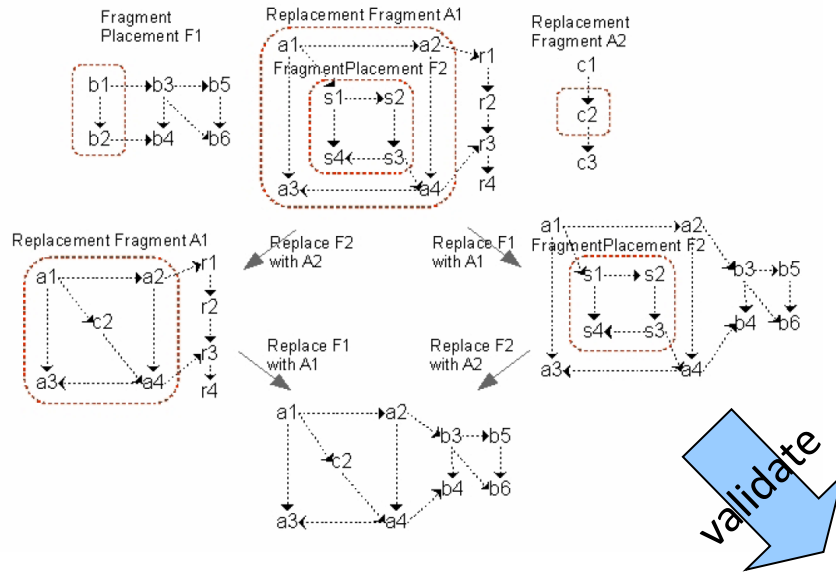 Fragment
Placement F1
b1 b3 b5
b2 b4 b6
Replacement Fragment A1
a1 a2 r1
FragmentPlacement F2
s1 s2 r2
s4 s3 r3
a3 a4 r4
Replacement
Fragment A2
c1
c2
c3
Replacement Fragment A1
a1 a2 r1
c2 r2
r3
a3 a4 r4
Replace F2
with A2
Replace F1
with A1
a1 a2
FragmentPlacement F2
s1 s2 b3 b5
s4 s3 b4 b6
a3 a4
Replace F1
with A1
Replace F2
with A2
a1 a2
b3 b5
c2
b4 b6
a3 a4
validate